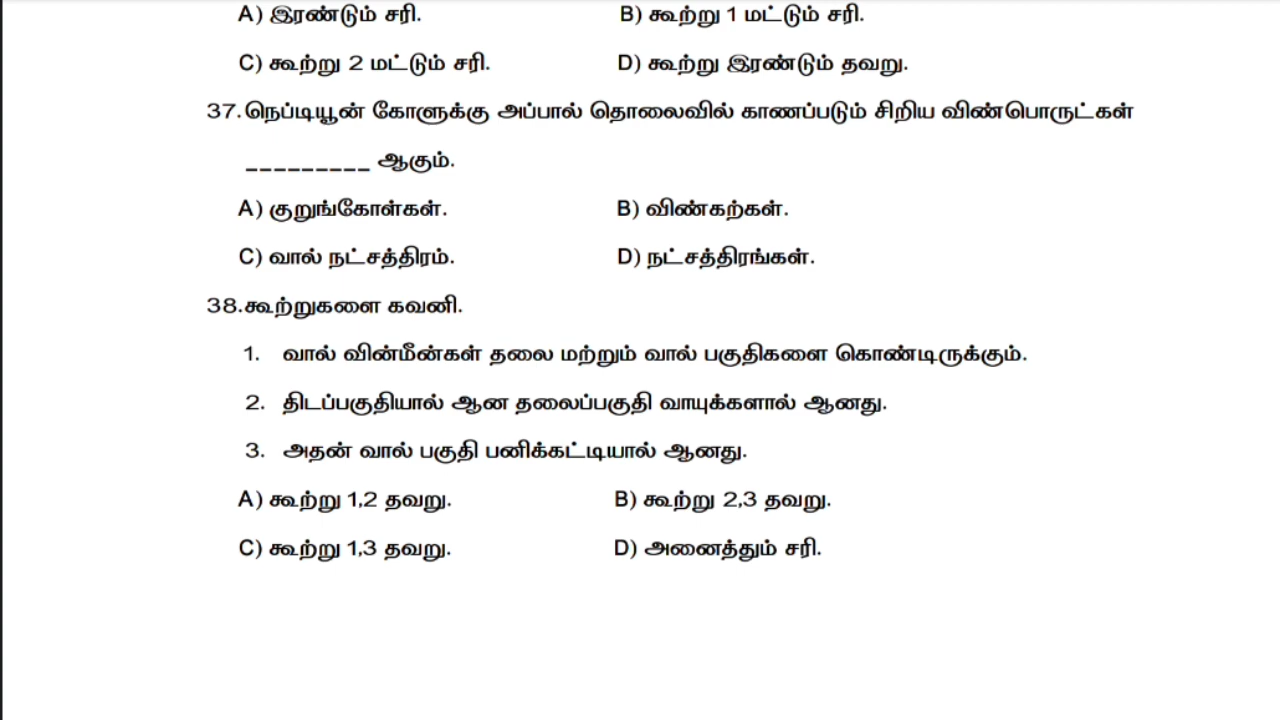 A) இரண்டும் சரி. B) கூற்று 1 மட்டும் சரி.
C) கூற்று 2 மட்டும் சரி. D) கூற்று இரண்டும் தவறு.
37. நெப்டியூன் கோளுக்கு அப்பால் தொலைவில் காணப்படும் சிறிய விண்பொருட்கள்
_________ ஆகும்.
A) குறுங்கோள்கள். B) விண்கற்கள்.
C) வால் நட்சத்திரம். D) நட்சத்திரங்கள்.
38. கூற்றுகளை கவனி.
1. வால் வின்மீன்கள் தலை மற்றும் வால் பகுதிகளை கொண்டிருக்கும்.
2. திடப்பகுதியால் ஆன தலைப்பகுதி வாயுக்களால் ஆனது.
3. அதன் வால் பகுதி பனிக்கட்டியால் ஆனது.
A) கூற்று 1,2 தவறு. B) கூற்று 2,3 தவறு.
C) கூற்று 1,3 தவறு. D) அனைத்தும் சரி.